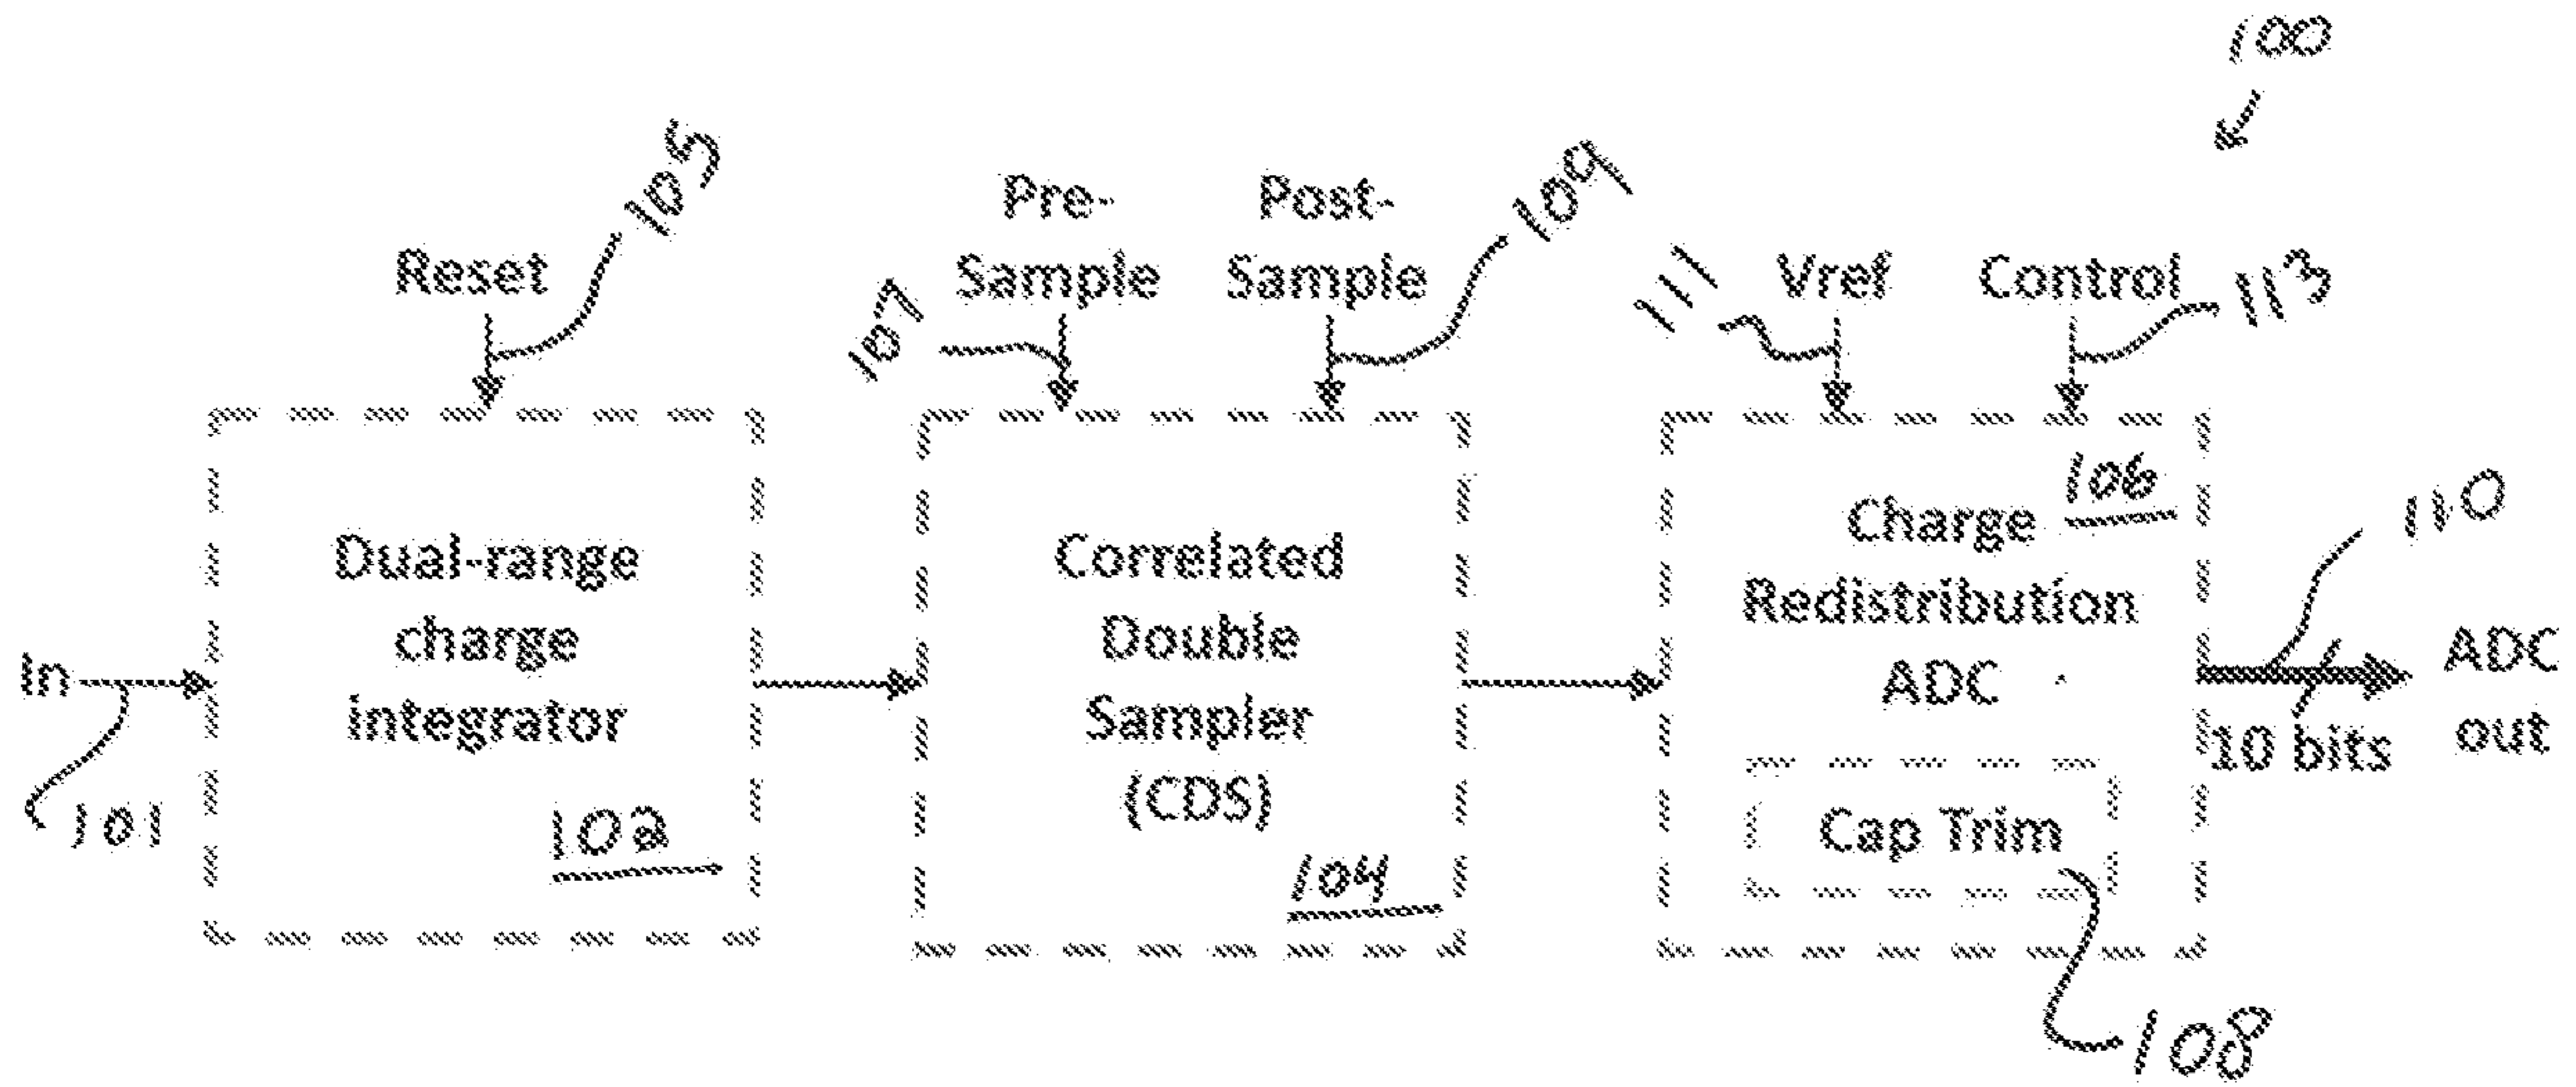 100
105
Reset
Pre-
Sample
107
Post-
Sample
109
111
Vref
Control
113
In
101
Dual-range
charge
integrator
102
Correlated
Double
Sampler
(CDS)
104
106
Charge
Redistribution
ADC
Cap Trim
108
110
10 bits
ADC
out